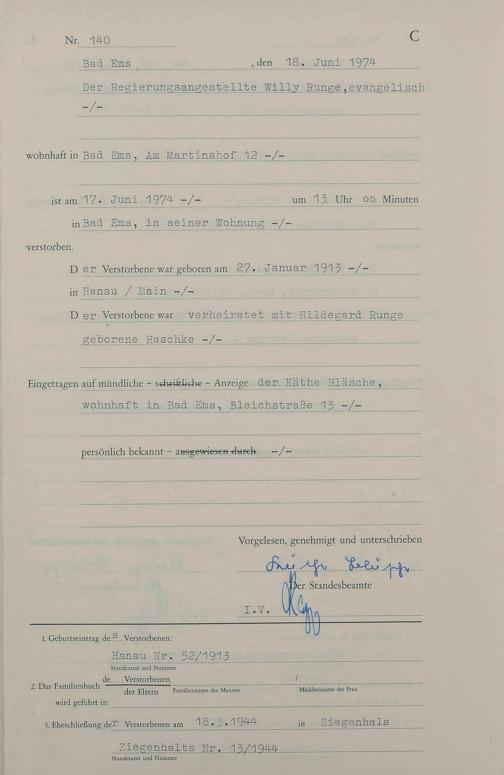 Nr. 140
C
Bad Ems, , den 18. Juni 1974
Der Regierungsangestellte Willy Runge,evangelisch
-/-
wohnhaft in Bad Ems, Am Martinshof 12 -/-
ist am 17. Juni 1974 -/- um 13 Uhr oo Minuten
in Bad Ems, in seiner Wohnung -/-
verstorben.
D er Verstorbene war geboren am 27. Januar 1913 -/-
in Hanau / Main -/-
D er Verstorbene war verheiratet mit Hildegard Runge
geborene Haschke -/-
Eingetragen auf mündliche – schriftliche – Anzeige der Käthe Bläsche,
wohnhaft in Bad Ems, Bleichstraße 13 -/-
persönlich bekannt – ausgewiesen durch -/-
Vorgelesen, genehmigt und unterschrieben
Der Standesbeamte
I.V.
1. Geburtseintrag des Verstorbenen:
Hanau Nr. 52/1913
Standesamt und Nummer
2. Das Familienbuch de Verstorbenen /
der Eltern Familienname des Mannes Mädchenname der Frau
wird geführt in
3. Eheschließung der Verstorbenen am 18.3.1944 in Ziegenhals
Ziegenhalts Nr. 13/1944
Standesamt und Nummer